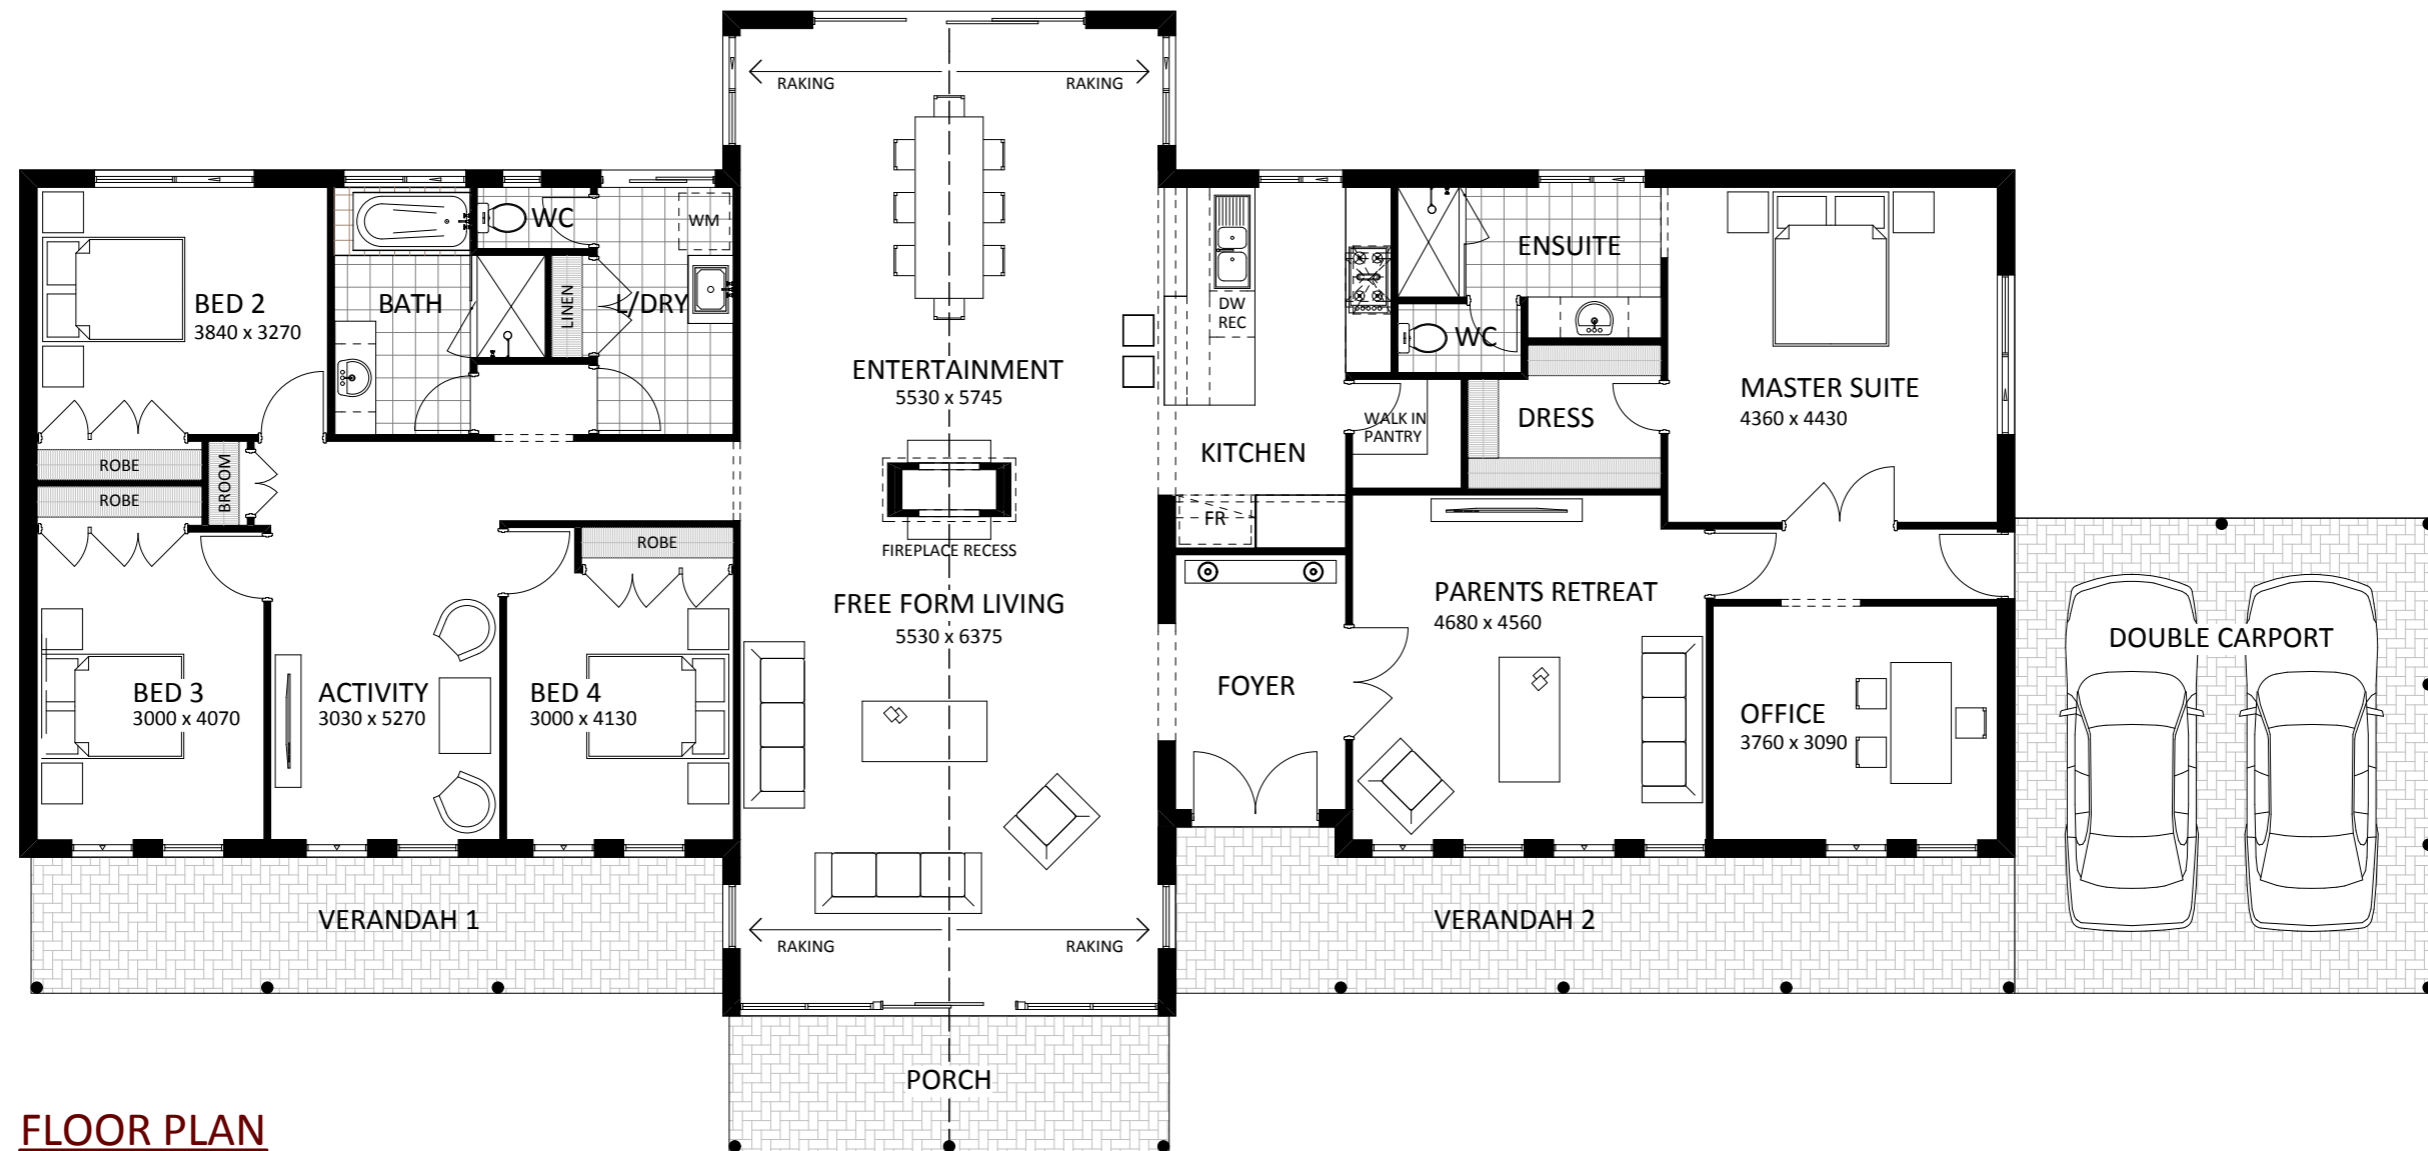 RAKING
RAKING
WC
WM
BED 2
3840 x 3270
BATH
LINEN
L/DRY
ENTERTAINMENT
5530 x 5745
DW
REC
ENSUITE
WC
WALK IN
PANTRY
DRESS
MASTER SUITE
4360 x 4430
KITCHEN
ROBE
ROBE
BROOM
ROBE
FIREPLACE RECESS
FR
FREE FORM LIVING
5530 x 6375
PARENTS RETREAT
4680 x 4560
DOUBLE CARPORT
BED 3
3000 x 4070
ACTIVITY
3030 x 5270
BED 4
3000 x 4130
FOYER
OFFICE
3760 x 3090
VERANDAH 1
RAKING
RAKING
VERANDAH 2
PORCH
FLOOR PLAN